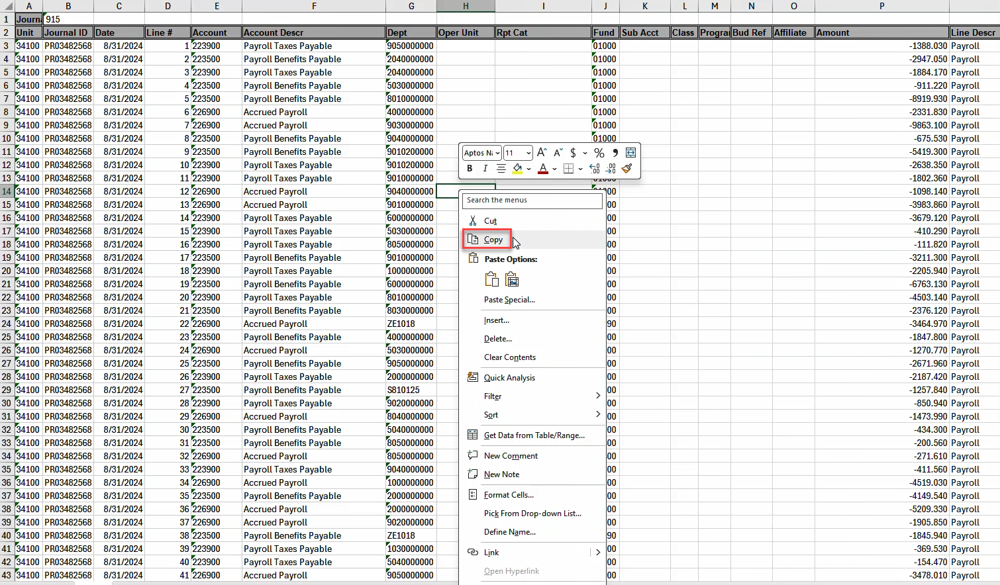 A B C D E F G H I J K L M N O P
1 Journ 915
2 Unit Journal ID Date Line # Account Account Descr Dept Oper Unit Rpt Cat Fund Sub Acct Class Progra Bud Ref Affiliate Amount Line Descr
3 34100 PR03482568 8/31/2024 1 223900 Payroll Taxes Payable 9050000000 01000 -1388.030 Payroll
4 34100 PR03482568 8/31/2024 2 223500 Payroll Benefits Payable 2040000000 01000 -2947.050 Payroll
5 34100 PR03482568 8/31/2024 3 223900 Payroll Taxes Payable 2040000000 01000 -1884.170 Payroll
6 34100 PR03482568 8/31/2024 4 223500 Payroll Benefits Payable 5030000000 01000 -911.220 Payroll
7 34100 PR03482568 8/31/2024 5 223500 Payroll Benefits Payable 8010000000 01000 -8919.930 Payroll
8 34100 PR03482568 8/31/2024 6 226900 Accrued Payroll 4000000000 01000 -2331.830 Payroll
9 34100 PR03482568 8/31/2024 7 226900 Accrued Payroll 9030000000 01000 -9863.100 Payroll
10 34100 PR03482568 8/31/2024 8 223500 Payroll Benefits Payable 9040000000 01000 -675.530 Payroll
11 34100 PR03482568 8/31/2024 9 223500 Payroll Benefits Payable 9010200000 -5419.300 Payroll
12 34100 PR03482568 8/31/2024 10 223900 Payroll Taxes Payable 9010200000 -2638.350 Payroll
13 34100 PR03482568 8/31/2024 11 223900 Payroll Taxes Payable 9010000000 -1802.360 Payroll
14 34100 PR03482568 8/31/2024 12 226900 Accrued Payroll 9040000000 -1098.140 Payroll
15 34100 PR03482568 8/31/2024 13 226900 Accrued Payroll 9010000000 00 -3983.860 Payroll
16 34100 PR03482568 8/31/2024 14 223900 Payroll Taxes Payable 6000000000 00 -3679.120 Payroll
17 34100 PR03482568 8/31/2024 15 223900 Payroll Taxes Payable 5030000000 00 -410.290 Payroll
18 34100 PR03482568 8/31/2024 16 223900 Payroll Taxes Payable 8050000000 00 -111.820 Payroll
19 34100 PR03482568 8/31/2024 17 223500 Payroll Benefits Payable 9010000000 00 -3211.300 Payroll
20 34100 PR03482568 8/31/2024 18 223900 Payroll Taxes Payable 1000000000 00 -2205.940 Payroll
21 34100 PR03482568 8/31/2024 19 223500 Payroll Benefits Payable 6000000000 00 -6763.130 Payroll
22 34100 PR03482568 8/31/2024 20 223900 Payroll Taxes Payable 8010000000 00 -4503.140 Payroll
23 34100 PR03482568 8/31/2024 21 223500 Payroll Benefits Payable 8030000000 00 -2376.120 Payroll
24 34100 PR03482568 8/31/2024 22 226900 Accrued Payroll ZE1018 90 -3464.970 Payroll
25 34100 PR03482568 8/31/2024 23 223500 Payroll Benefits Payable 4000000000 00 -1847.800 Payroll
26 34100 PR03482568 8/31/2024 24 226900 Accrued Payroll 5030000000 00 -1270.770 Payroll
27 34100 PR03482568 8/31/2024 25 223500 Payroll Benefits Payable 9050000000 00 -2671.960 Payroll
28 34100 PR03482568 8/31/2024 26 223900 Payroll Taxes Payable 2000000000 00 -2187.420 Payroll
29 34100 PR03482568 8/31/2024 27 223500 Payroll Benefits Payable S810125 00 -1257.840 Payroll
30 34100 PR03482568 8/31/2024 28 223900 Payroll Taxes Payable 9020000000 00 -850.940 Payroll
31 34100 PR03482568 8/31/2024 29 226900 Accrued Payroll 8040000000 00 -1473.990 Payroll
32 34100 PR03482568 8/31/2024 30 223500 Payroll Benefits Payable 5040000000 00 -434.300 Payroll
33 34100 PR03482568 8/31/2024 31 223500 Payroll Benefits Payable 8050000000 00 -200.560 Payroll
34 34100 PR03482568 8/31/2024 32 226900 Accrued Payroll 8050000000 00 -271.610 Payroll
35 34100 PR03482568 8/31/2024 33 223900 Payroll Taxes Payable 9040000000 00 -411.560 Payroll
36 34100 PR03482568 8/31/2024 34 226900 Accrued Payroll 1000000000 00 -4519.030 Payroll
37 34100 PR03482568 8/31/2024 35 223500 Payroll Benefits Payable 2000000000 00 -4149.540 Payroll
38 34100 PR03482568 8/31/2024 36 226900 Accrued Payroll 2000000000 00 -5209.330 Payroll
39 34100 PR03482568 8/31/2024 37 226900 Accrued Payroll 9020000000 00 -1905.850 Payroll
40 34100 PR03482568 8/31/2024 38 223500 Payroll Benefits Payable ZE1018 90 -1845.940 Payroll
41 34100 PR03482568 8/31/2024 39 223900 Payroll Taxes Payable 1030000000 00 -369.530 Payroll
42 34100 PR03482568 8/31/2024 40 223900 Payroll Taxes Payable 5040000000 00 -154.470 Payroll
43 34100 PR03482568 8/31/2024 41 226900 Accrued Payroll 9050000000 00 -3478.010 Payroll
Aptos Na 11 A A $ % 9
B I A
Search the menus
Cut
Copy
Paste Options:
Paste Special...
Insert...
Delete...
Clear Contents
Quick Analysis
Filter
Sort
Get Data from Table/Range...
New Comment
New Note
Format Cells...
Pick From Drop-down List...
Define Name...
Link
Open Hyperlink